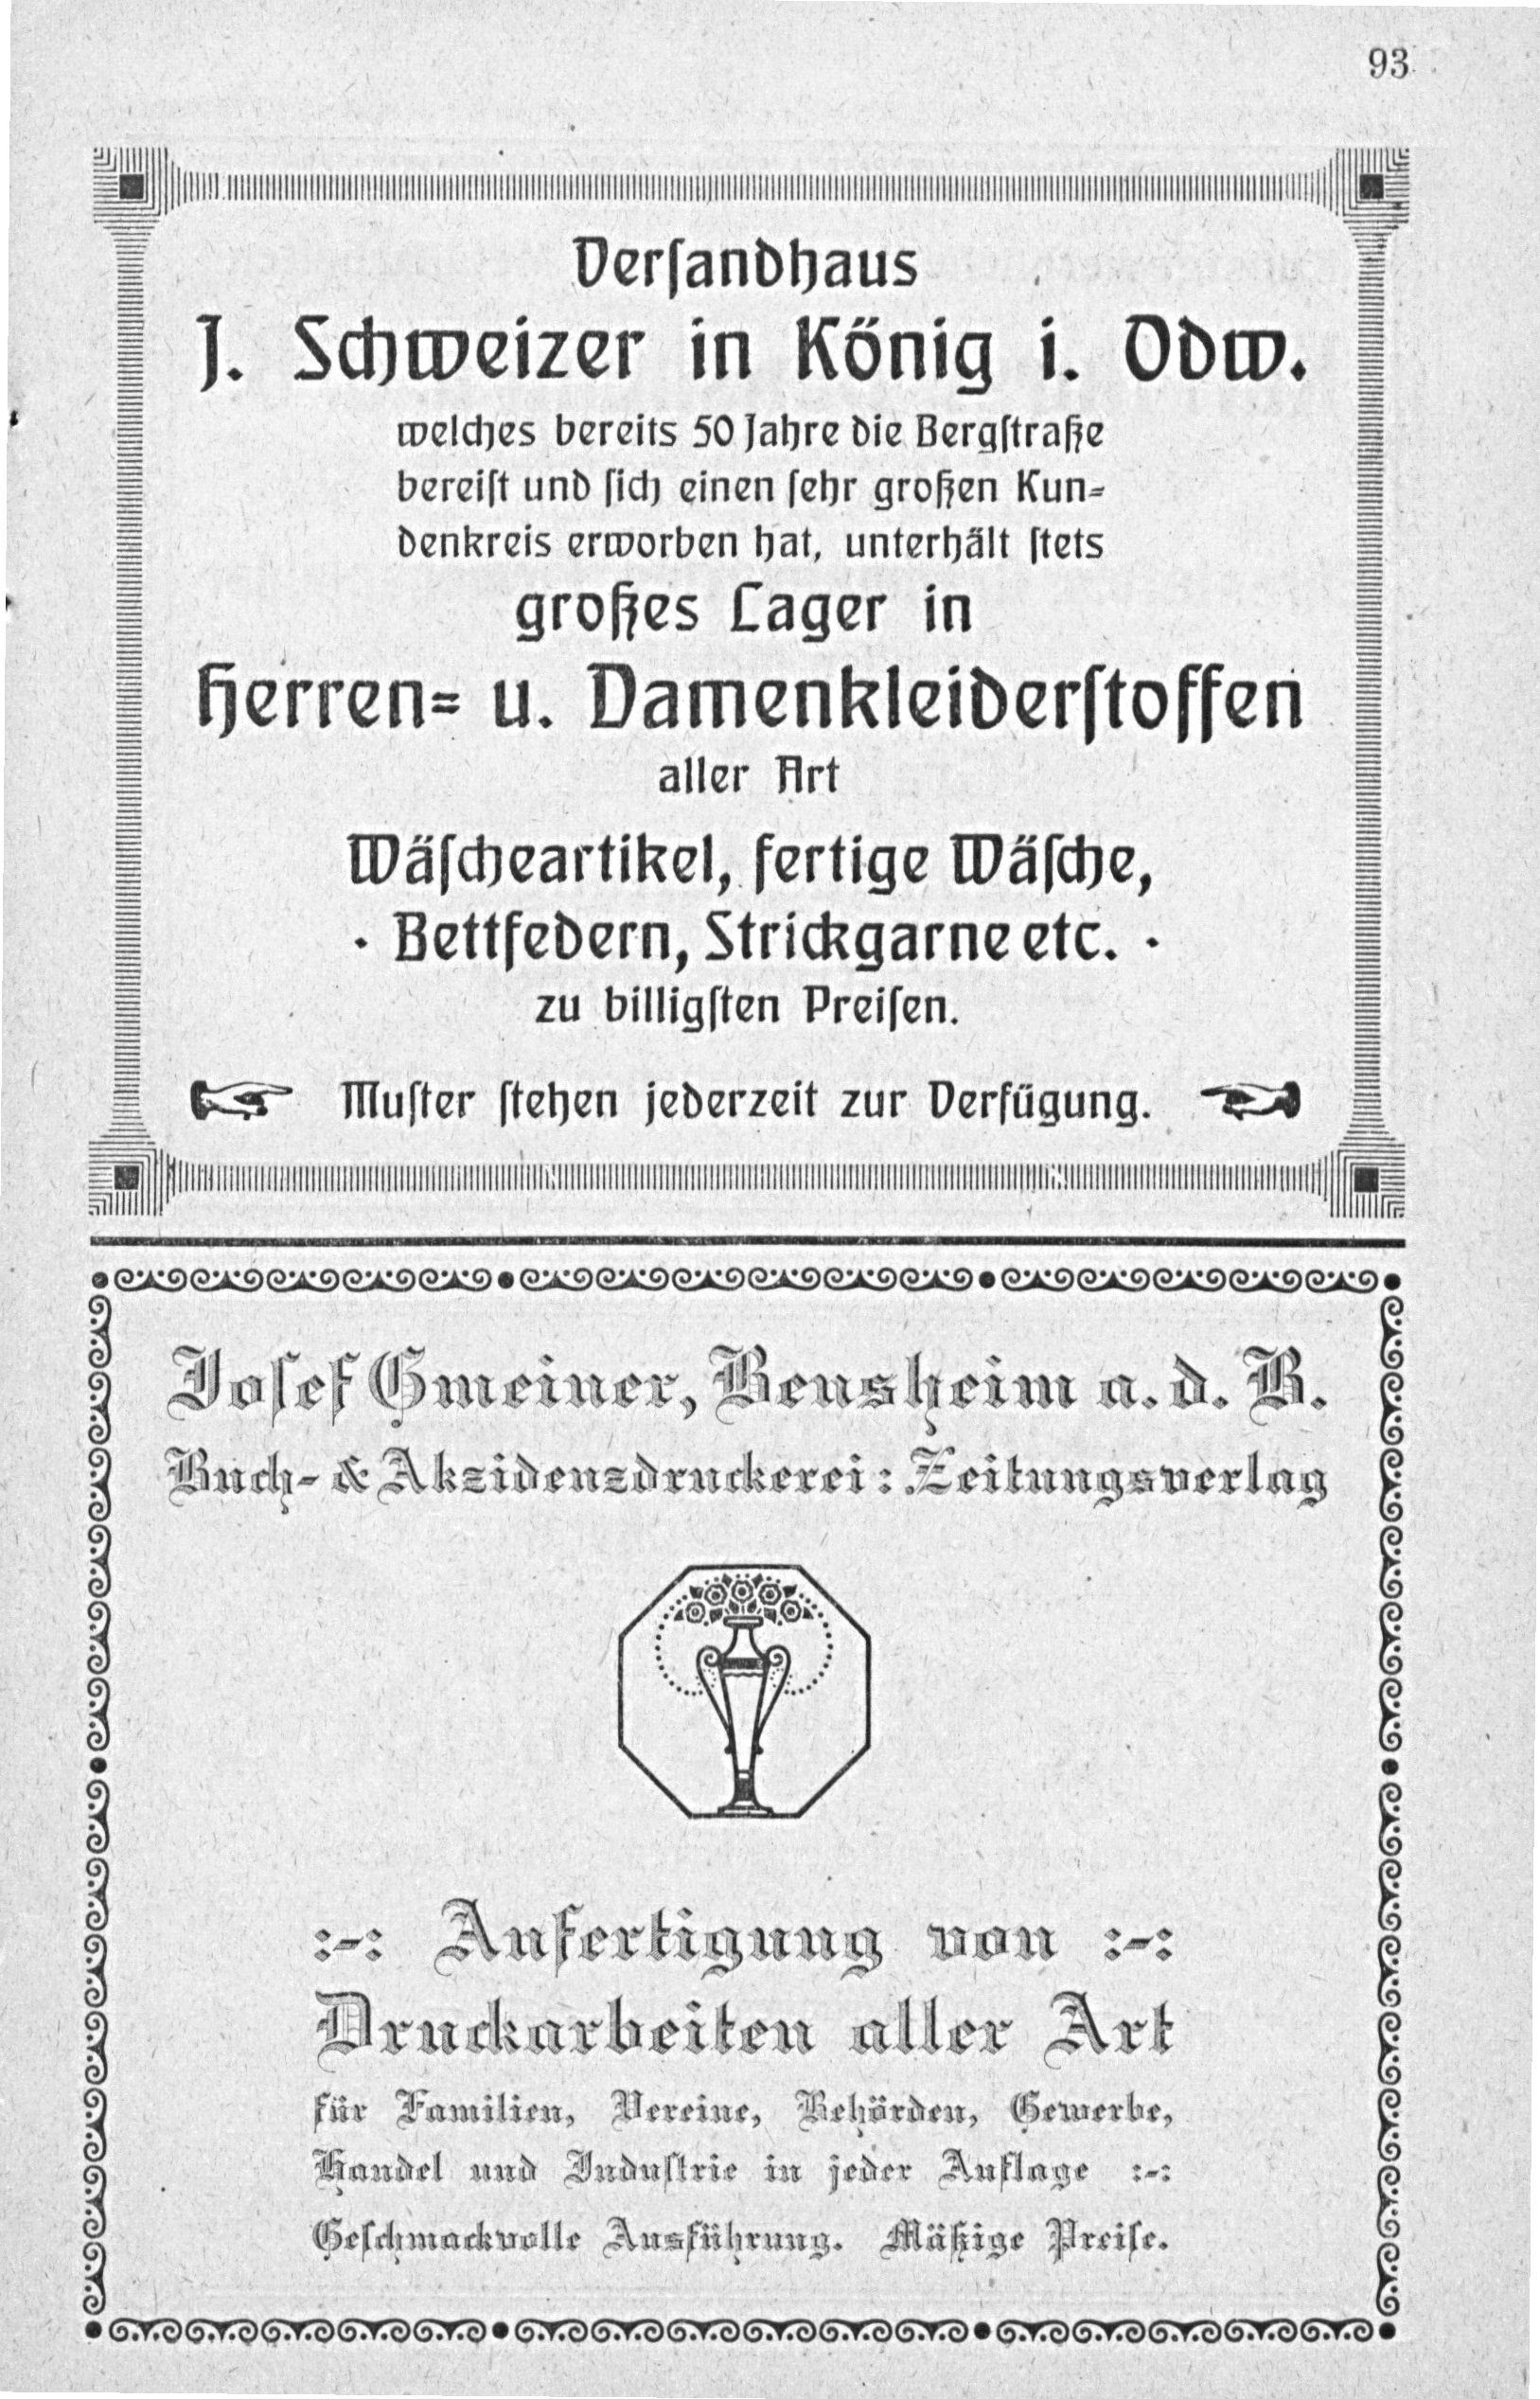 93
Versandhaus
J. Schweizer in König i. Odw.
welches bereits 50 Jahre die Bergstraße
bereist und sich einen sehr großen Kun-
denkreis erworben hat, unterhält stets
großes Lager in
Herren- u. Damenkleiderstoffen
aller Art
Wäscheartikel, fertige Wäsche,
· Bettfedern, Strickgarne etc. ·
zu billigsten Preisen.
Muster stehen jederzeit zur Verfügung.
Josef Gmeiner, Bensheim a. d. B.
Buch- & Akzidenzdruckerei : Zeitungsverlag
:-: Anfertigung von :-:
Druckarbeiten aller Art
für Familien, Vereine, Behörden, Gewerbe,
Handel und Industrie in jeder Auflage :-:
Geschmackvolle Ausführung. Mäßige Preise.